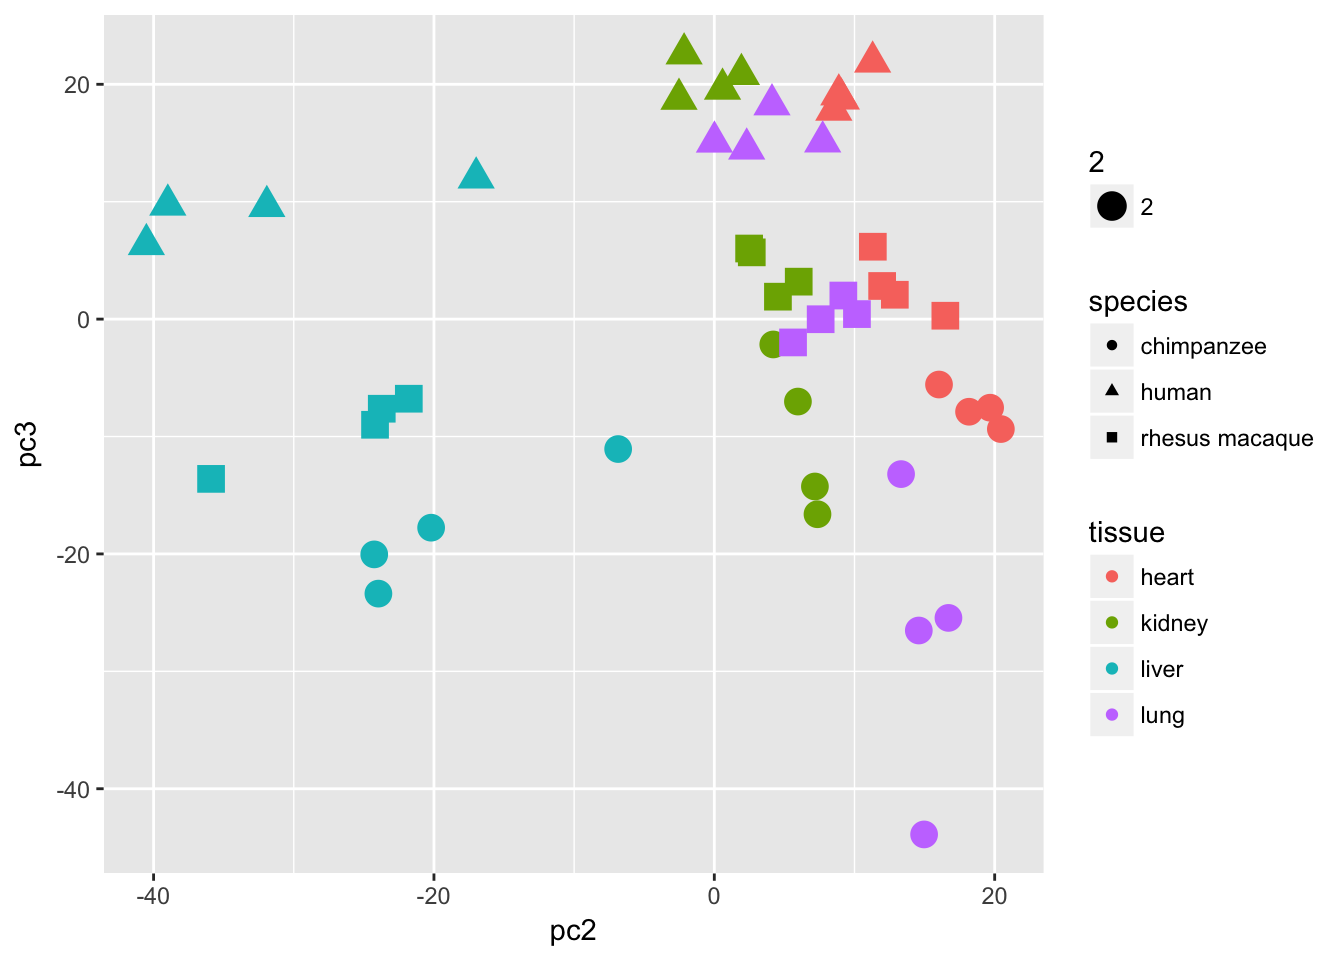 20
0
-20
-40
pc3
-40
-20
0
20
pc2
2
2
species
chimpanzee
human
rhesus macaque
tissue
heart
kidney
liver
lung